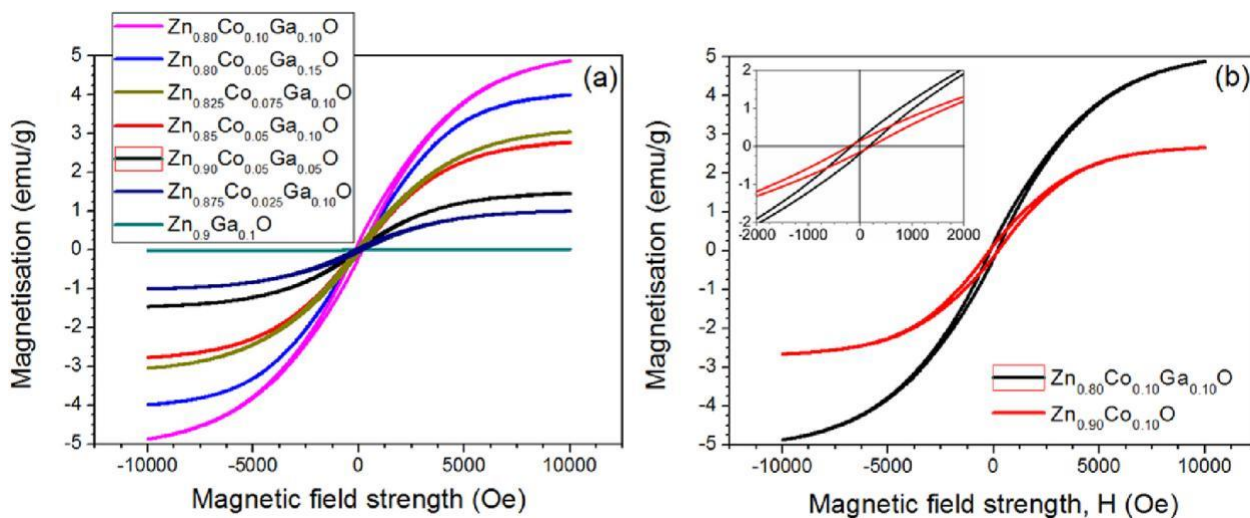 Zn0.80Co0.10Ga0.10O
Zn0.80Co0.05Ga0.15O
Zn0.825Co0.075Ga0.10O
Zn0.85Co0.05Ga0.10O
Zn0.90Co0.05Ga0.05O
Zn0.875Co0.025Ga0.10O
Zn0.9Ga0.1O
(a)
5
4
3
2
1
0
-1
-2
-3
-4
-5
Magnetisation (emu/g)
-10000 -5000 0 5000 10000
Magnetic field strength (Oe)
(b)
5
4
3
2
1
0
-1
-2
-3
-4
-5
Magnetisation (emu/g)
2
1
0
-1
-2
-2000 -1000 0 1000 2000
Zn0.80Co0.10Ga0.10O
Zn0.90Co0.10O
-10000 -5000 0 5000 10000
Magnetic field strength, H (Oe)